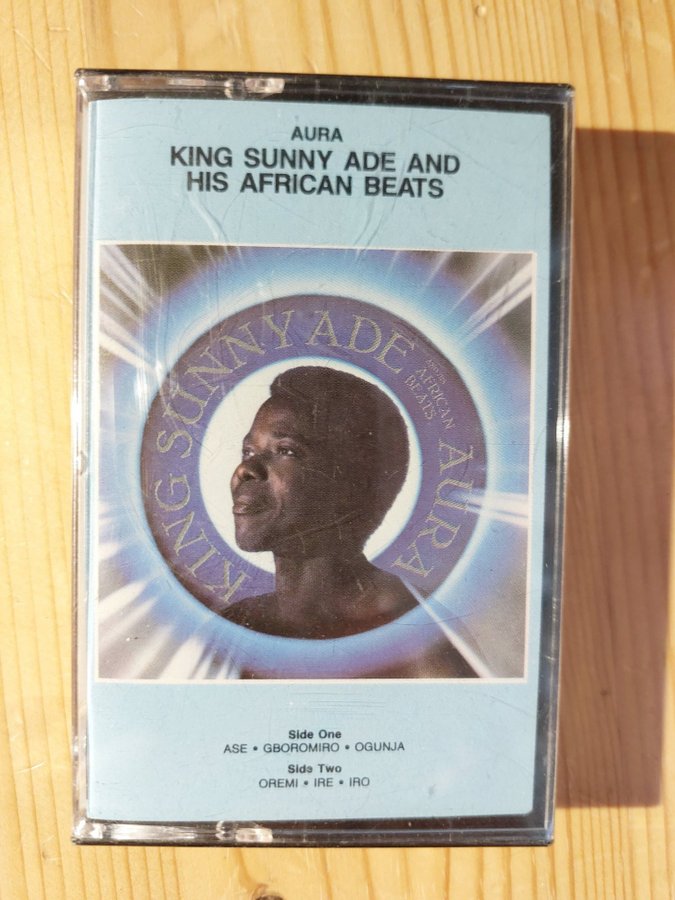 AURA
KING SUNNY ADE AND
HIS AFRICAN BEATS
KING SUNNY ADE
AFRICAN
BEATS
AURA
Side One
ASE • GBOROMIRO • OGUNJA
Side Two
OREMI • IRE • IRO